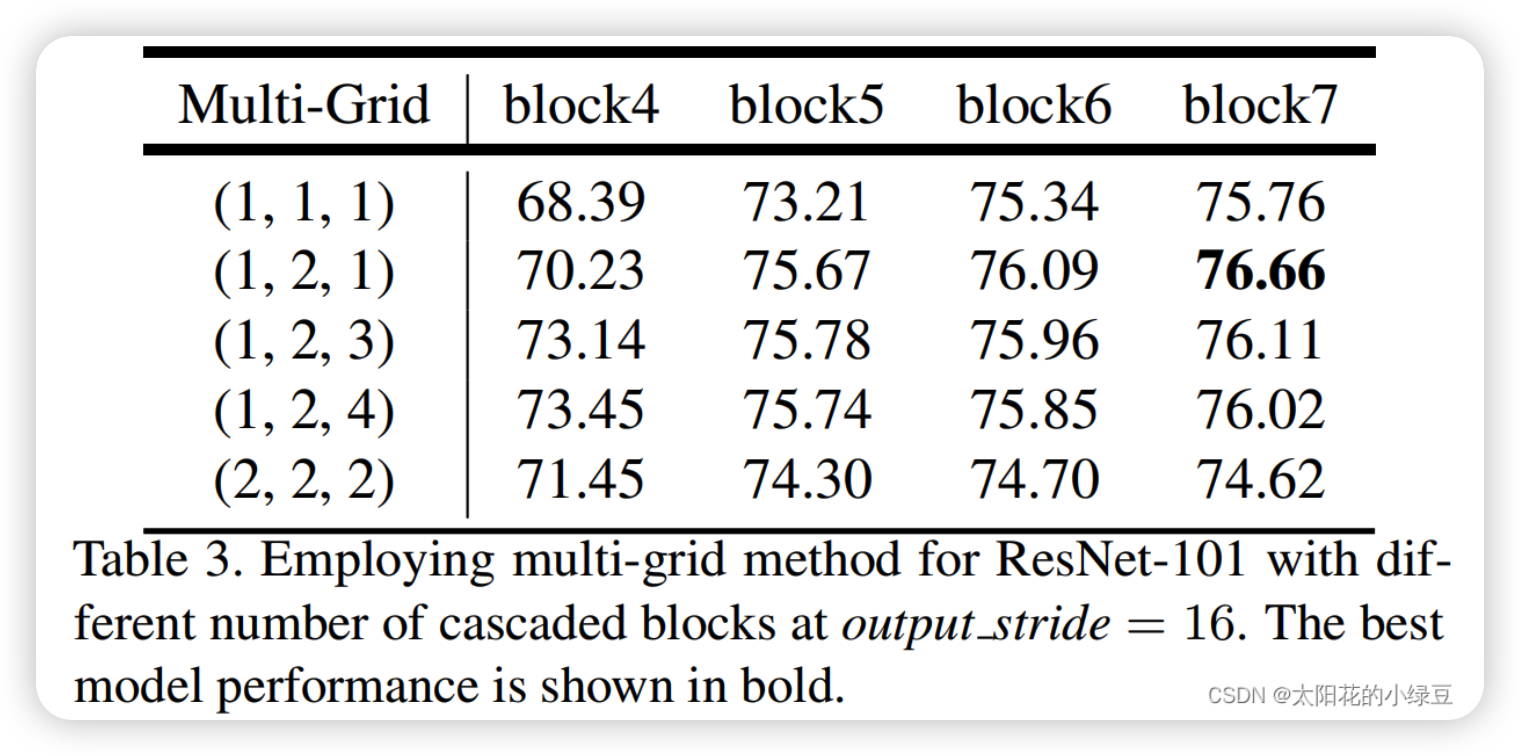 Multi-Grid block4 block5 block6 block7
(1, 1, 1) 68.39 73.21 75.34 75.76
(1, 2, 1) 70.23 75.67 76.09 76.66
(1, 2, 3) 73.14 75.78 75.96 76.11
(1, 2, 4) 73.45 75.74 75.85 76.02
(2, 2, 2) 71.45 74.30 74.70 74.62
Table 3. Employing multi-grid method for ResNet-101 with dif-
ferent number of cascaded blocks at output_stride = 16. The best
model performance is shown in bold.
CSDN @太阳花的小绿豆